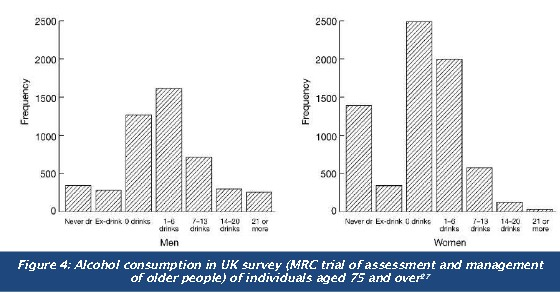 2500
2000
1500
1000
500
0
Frequency
Never dr Ex-drink 0 drinks 1–6 drinks 7–13 drinks 14–20 drinks 21 or more
Men
2500
2000
1500
1000
500
0
Frequency
Never dr Ex-drink 0 drinks 1–6 drinks 7–13 drinks 14–20 drinks 21 or more
Women
Figure 4: Alcohol consumption in UK survey (MRC trial of assessment and management
of older people) of individuals aged 75 and over27